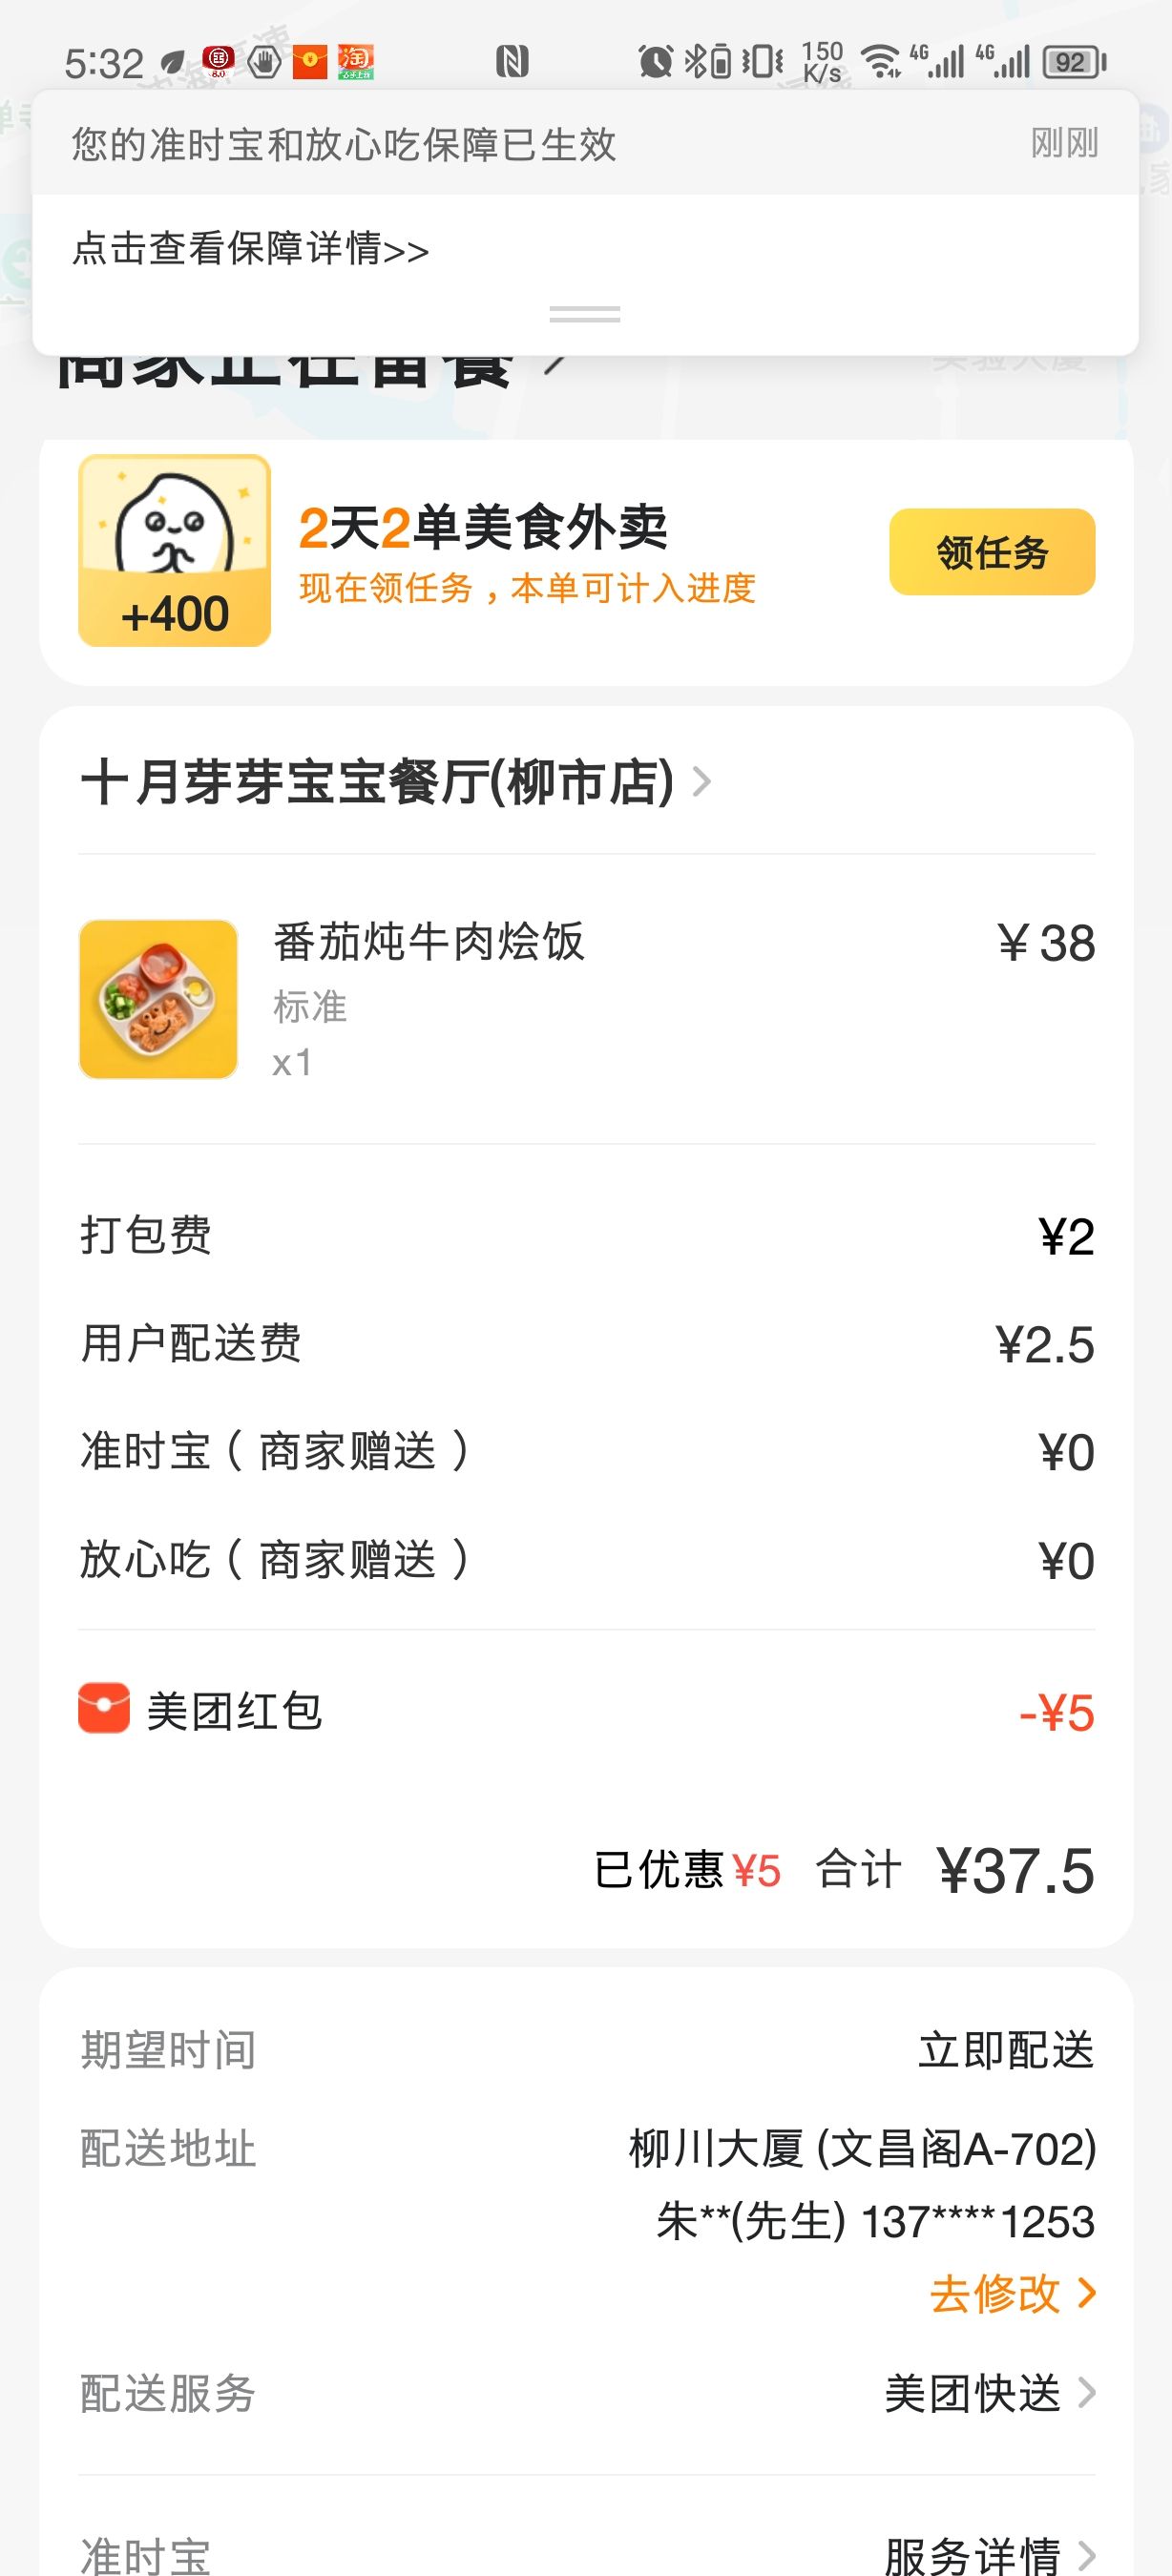 5:32
150
K/s
4G
4G
92
您的准时宝和放心吃保障已生效
刚刚
点击查看保障详情>>
商家正在备餐
+400
2天2单美食外卖
现在领任务，本单可计入进度
领任务
十月芽芽宝宝餐厅(柳市店)
番茄炖牛肉烩饭
¥38
标准
x1
打包费
¥2
用户配送费
¥2.5
准时宝（商家赠送）
¥0
放心吃（商家赠送）
¥0
美团红包
-¥5
已优惠¥5 合计 ¥37.5
期望时间
立即配送
配送地址
柳川大厦 (文昌阁A-702)
朱**(先生) 137****1253
去修改
配送服务
美团快送
准时宝
服务详情